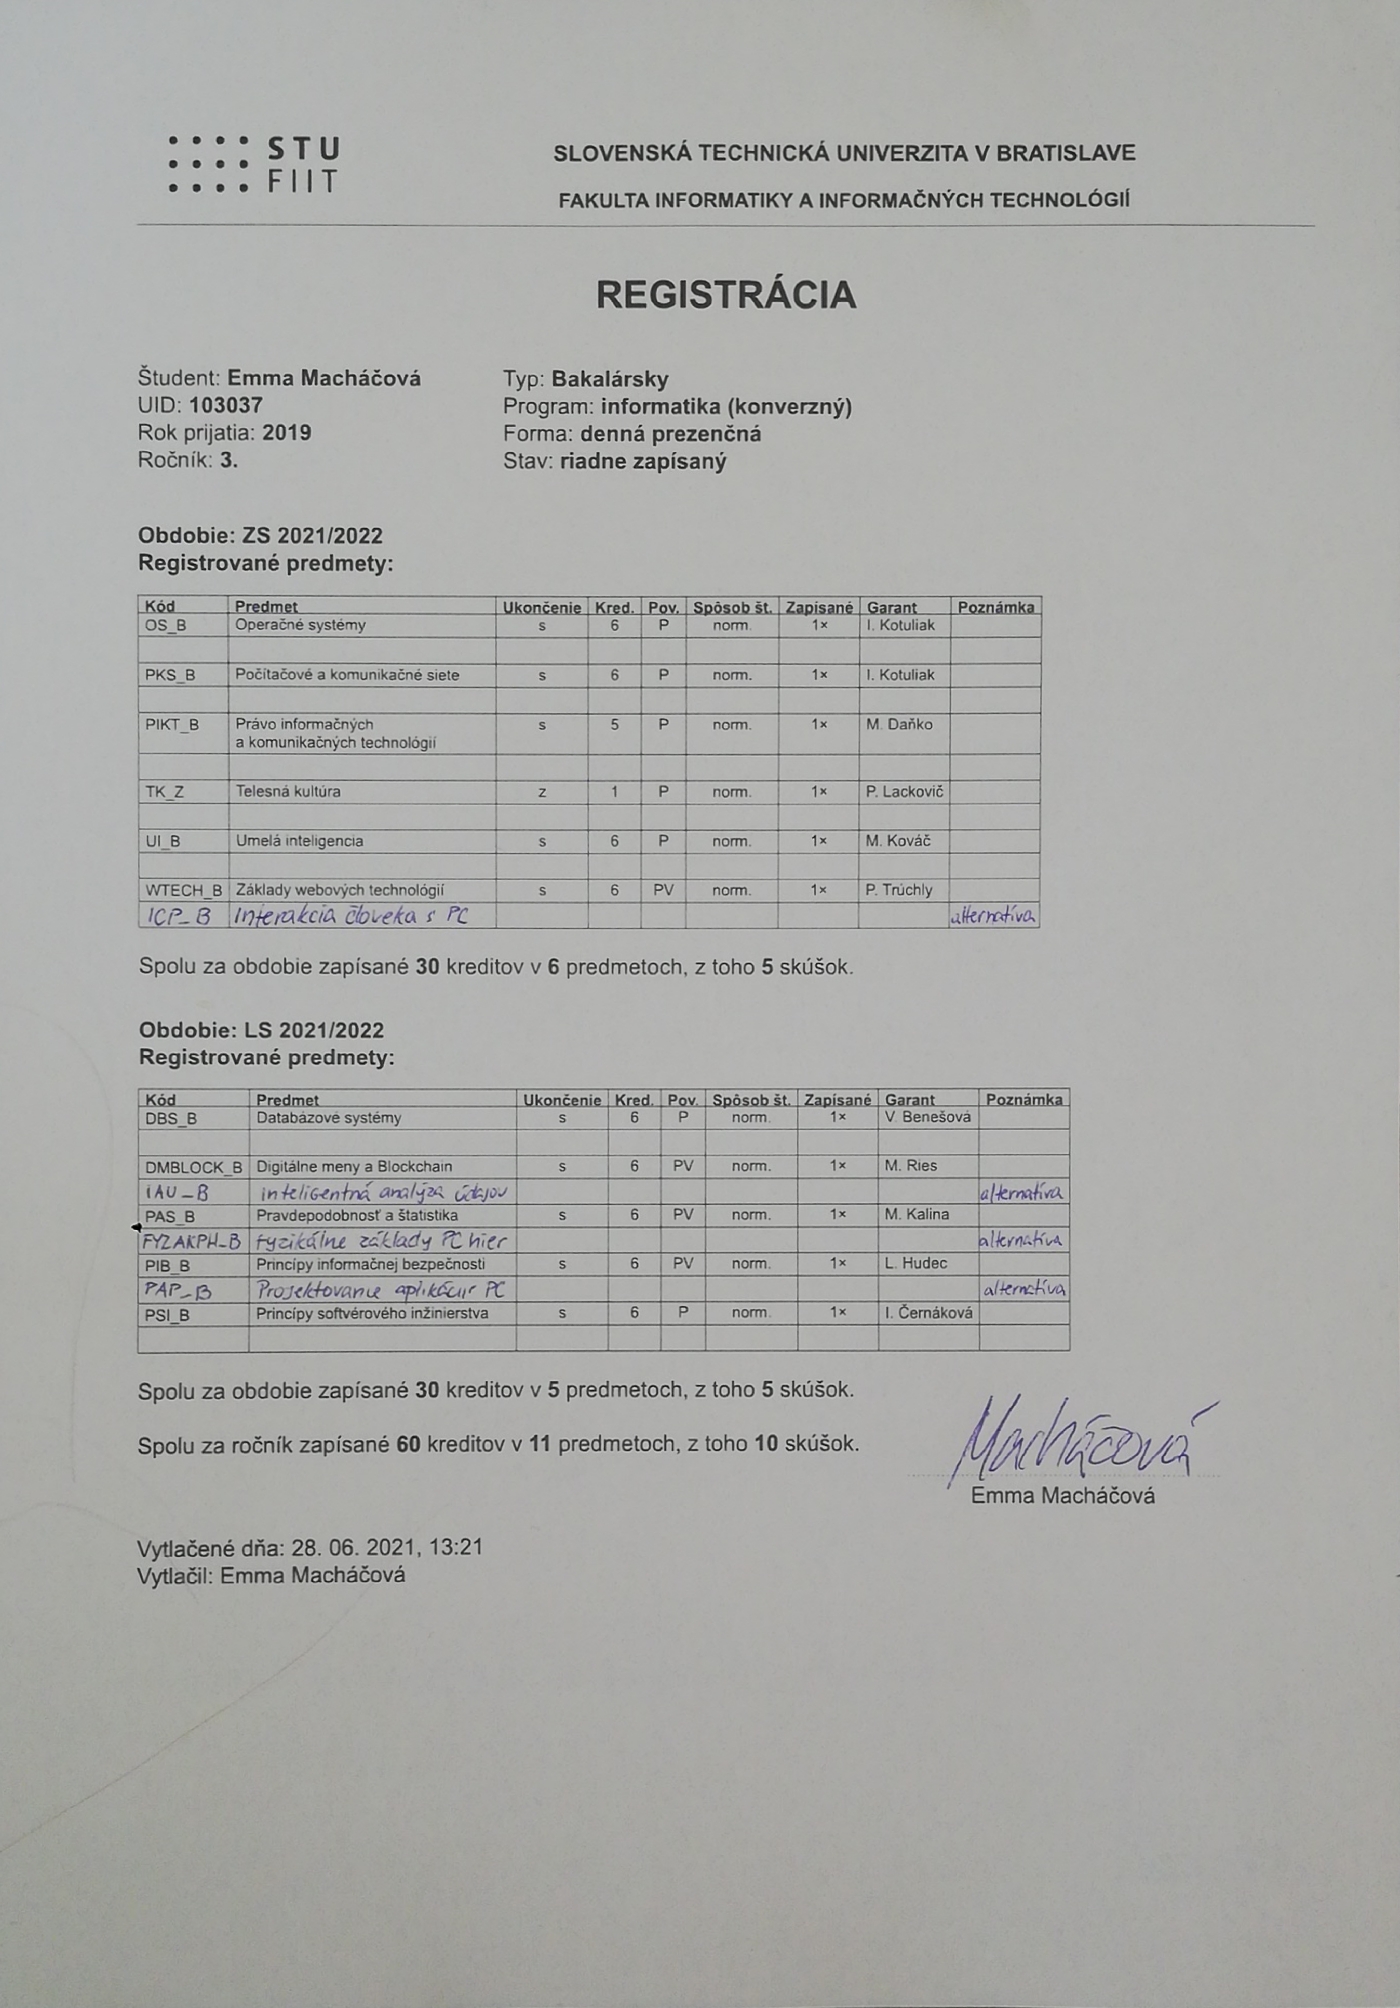 STU
FIIT
SLOVENSKÁ TECHNICKÁ UNIVERZITA V BRATISLAVE
FAKULTA INFORMATIKY A INFORMAČNÝCH TECHNOLÓGIÍ
REGISTRÁCIA
Študent: Emma Macháčová
UID: 103037
Rok prijatia: 2019
Ročník: 3.
Typ: Bakalársky
Program: informatika (konverzný)
Forma: denná prezenčná
Stav: riadne zapísaný
Obdobie: ZS 2021/2022
Registrované predmety:
Kód Predmet Ukončenie Kred. Pov. Spôsob št. Zapísané Garant Poznámka
OS_B Operačné systémy s 6 P norm. 1× I. Kotuliak
PKS_B Počítačové a komunikačné siete s 6 P norm. 1× I. Kotuliak
PIKT_B Právo informačných s 5 P norm. 1× M. Daňko
a komunikačných technológií
TK_Z Telesná kultúra z 1 P norm. 1× P. Lackovič
UI_B Umelá inteligencia s 6 P norm. 1× M. Kováč
WTECH_B Základy webových technológií s 6 PV norm. 1× P. Trúchly
ICP_B Interakcia človeka s PC alternatíva
Spolu za obdobie zapísané 30 kreditov v 6 predmetoch, z toho 5 skúšok.
Obdobie: LS 2021/2022
Registrované predmety:
Kód Predmet Ukončenie Kred. Pov. Spôsob št. Zapísané Garant Poznámka
DBS_B Databázové systémy s 6 P norm. 1× V. Benešová
DMBLOCK_B Digitálne meny a Blockchain s 6 PV norm. 1× M. Ries
IAU_B inteligentná analýza údajov alternatíva
PAS_B Pravdepodobnosť a štatistika s 6 PV norm. 1× M. Kalina
FYZAKPH_B fyzikálne základy PC hier alternatíva
PIB_B Princípy informačnej bezpečnosti s 6 PV norm. 1× L. Hudec
PAP_B Projektovanie aplikácií PC alternatíva
PSI_B Princípy softvérového inžinierstva s 6 P norm. 1× I. Černáková
Spolu za obdobie zapísané 30 kreditov v 5 predmetoch, z toho 5 skúšok.
Spolu za ročník zapísané 60 kreditov v 11 predmetoch, z toho 10 skúšok.
Macháčová
Emma Macháčová
Vytlačené dňa: 28. 06. 2021, 13:21
Vytlačil: Emma Macháčová